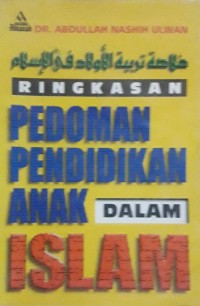 DR. ABDULLAH NASHIH ULWAN
خلاصة تربية الأولاد في الإسلام
RINGKASAN
PEDOMAN
PENDIDIKAN
ANAK DALAM
ISLAM